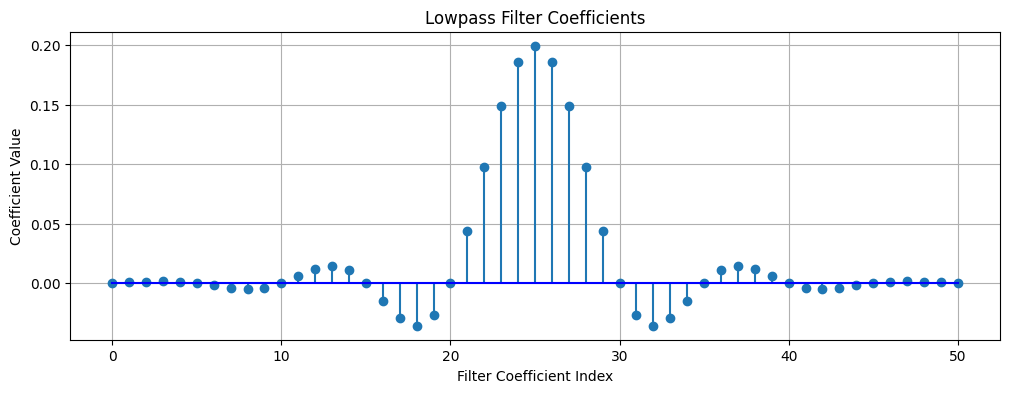 Lowpass Filter Coefficients
Coefficient Value
0.20
0.15
0.10
0.05
0.00
0 10 20 30 40 50
Filter Coefficient Index